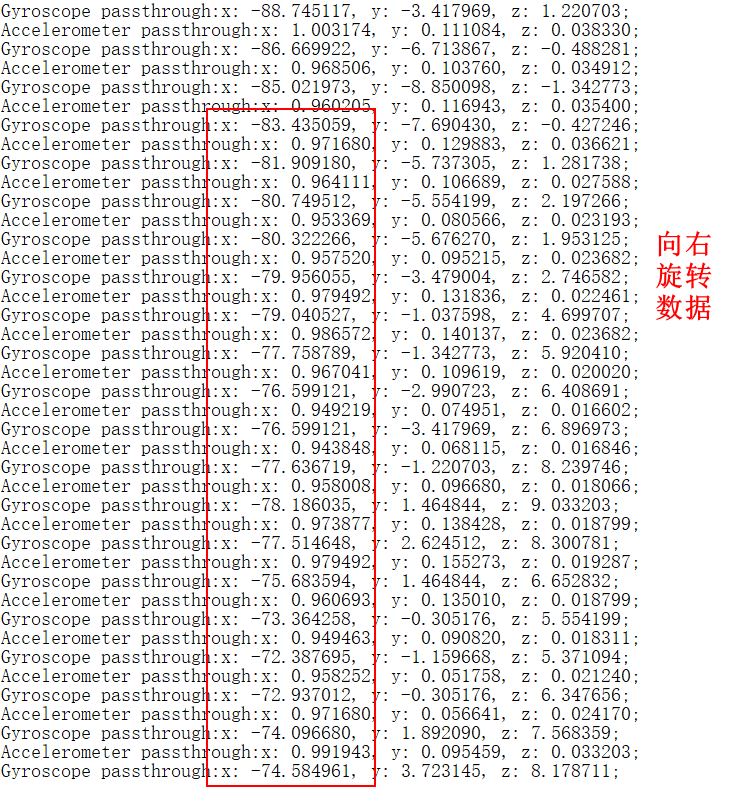 Gyroscope passthrough:x: -88.745117, y: -3.417969, z: 1.220703;
Accelerometer passthrough:x: 1.003174, y: 0.111084, z: 0.038330;
Gyroscope passthrough:x: -86.669922, y: -6.713867, z: -0.488281;
Accelerometer passthrough:x: 0.968506, y: 0.103760, z: 0.034912;
Gyroscope passthrough:x: -85.021973, y: -8.850098, z: -1.342773;
Accelerometer passthrough:x: 0.960205, y: 0.116943, z: 0.035400;
Gyroscope passthrough:x: -83.435059, y: -7.690430, z: -0.427246;
Accelerometer passthrough:x: 0.971680, y: 0.129883, z: 0.036621;
Gyroscope passthrough:x: -81.909180, y: -5.737305, z: 1.281738;
Accelerometer passthrough:x: 0.964111, y: 0.106689, z: 0.027588;
Gyroscope passthrough:x: -80.749512, y: -5.554199, z: 2.197266;
Accelerometer passthrough:x: 0.953369, y: 0.080566, z: 0.023193;
Gyroscope passthrough:x: -80.322266, y: -5.676270, z: 1.953125;
Accelerometer passthrough:x: 0.957520, y: 0.095215, z: 0.023682;
Gyroscope passthrough:x: -79.956055, y: -3.479004, z: 2.746582;
Accelerometer passthrough:x: 0.979492, y: 0.131836, z: 0.022461;
Gyroscope passthrough:x: -79.040527, y: -1.037598, z: 4.699707;
Accelerometer passthrough:x: 0.986572, y: 0.140137, z: 0.023682;
Gyroscope passthrough:x: -77.758789, y: -1.342773, z: 5.920410;
Accelerometer passthrough:x: 0.967041, y: 0.109619, z: 0.020020;
Gyroscope passthrough:x: -76.599121, y: -2.990723, z: 6.408691;
Accelerometer passthrough:x: 0.949219, y: 0.074951, z: 0.016602;
Gyroscope passthrough:x: -76.599121, y: -3.417969, z: 6.896973;
Accelerometer passthrough:x: 0.943848, y: 0.068115, z: 0.016846;
Gyroscope passthrough:x: -77.636719, y: -1.220703, z: 8.239746;
Accelerometer passthrough:x: 0.958008, y: 0.096680, z: 0.018066;
Gyroscope passthrough:x: -78.186035, y: 1.464844, z: 9.033203;
Accelerometer passthrough:x: 0.973877, y: 0.138428, z: 0.018799;
Gyroscope passthrough:x: -77.514648, y: 2.624512, z: 8.300781;
Accelerometer passthrough:x: 0.979492, y: 0.155273, z: 0.019287;
Gyroscope passthrough:x: -75.683594, y: 1.464844, z: 6.652832;
Accelerometer passthrough:x: 0.960693, y: 0.135010, z: 0.018799;
Gyroscope passthrough:x: -73.364258, y: -0.305176, z: 5.554199;
Accelerometer passthrough:x: 0.949463, y: 0.090820, z: 0.018311;
Gyroscope passthrough:x: -72.387695, y: -1.159668, z: 5.371094;
Accelerometer passthrough:x: 0.958252, y: 0.051758, z: 0.021240;
Gyroscope passthrough:x: -72.937012, y: -0.305176, z: 6.347656;
Accelerometer passthrough:x: 0.971680, y: 0.056641, z: 0.024170;
Gyroscope passthrough:x: -74.096680, y: 1.892090, z: 7.568359;
Accelerometer passthrough:x: 0.991943, y: 0.095459, z: 0.033203;
Gyroscope passthrough:x: -74.584961, y: 3.723145, z: 8.178711;
向右
旋转
数据